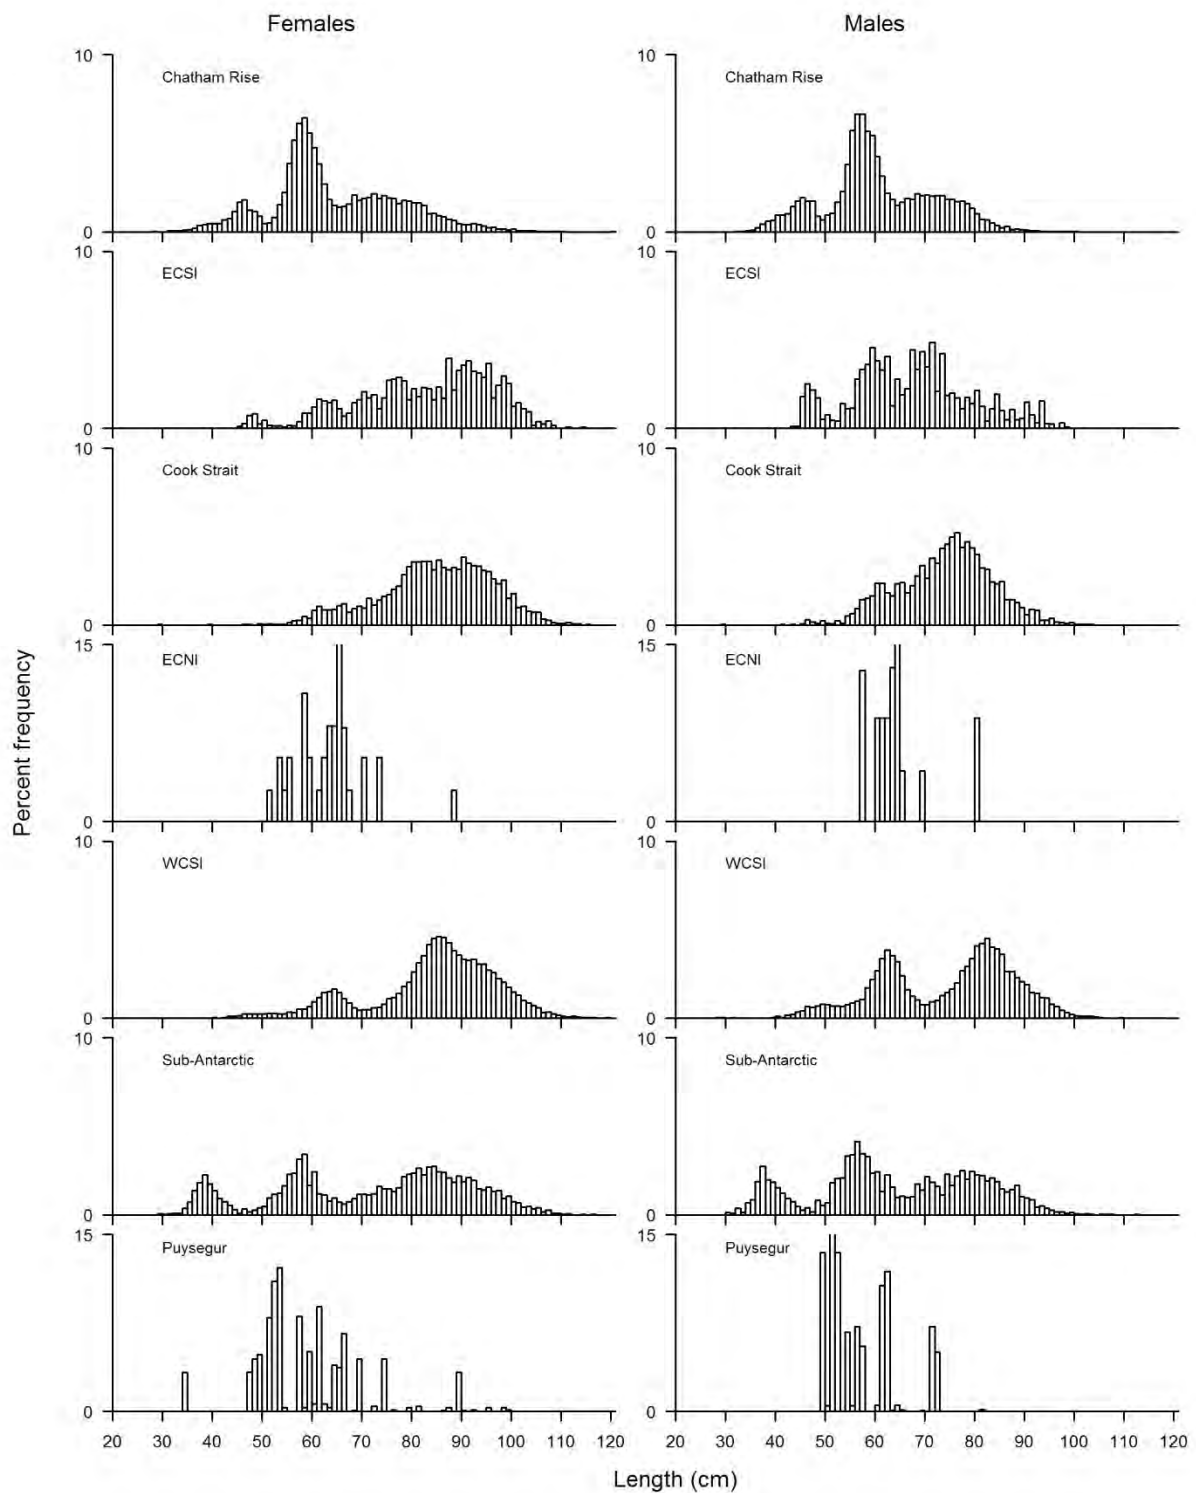 Females Males
10 Chatham Rise 10 Chatham Rise
0 0
10 ECSI 10 ECSI
0 0
10 Cook Strait 10 Cook Strait
0 0
15 ECNI 15 ECNI
0 0
10 WCSI 10 WCSI
0 0
10 Sub-Antarctic 10 Sub-Antarctic
0 0
15 Puysegur 15 Puysegur
0 0
20 30 40 50 60 70 80 90 100 110 120 20 30 40 50 60 70 80 90 100 110 120
Percent frequency
Length (cm)